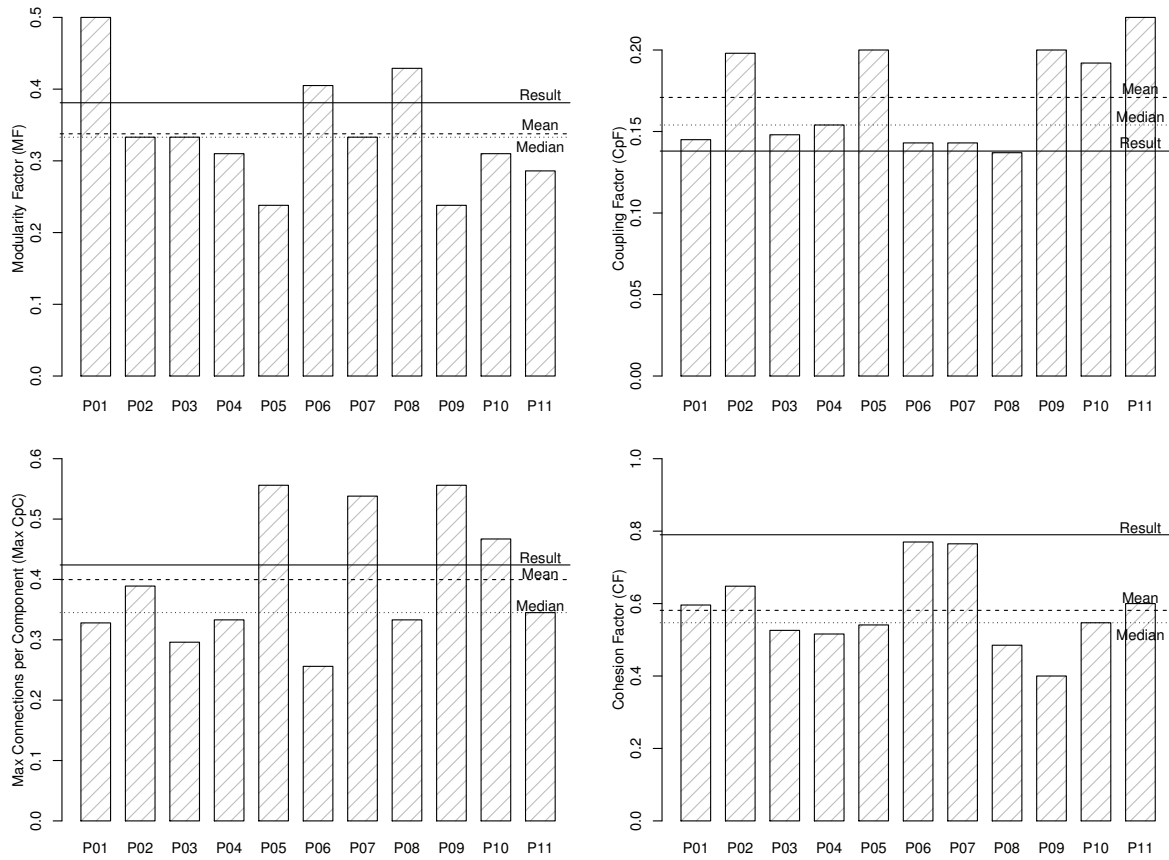 Modularity Factor (MF)
0.5
0.4
0.3
0.2
0.1
0.0
Result
Mean
Median
P01 P02 P03 P04 P05 P06 P07 P08 P09 P10 P11
Coupling Factor (CpF)
0.20
0.15
0.10
0.05
0.00
Mean
Median
Result
P01 P02 P03 P04 P05 P06 P07 P08 P09 P10 P11
Max Connections per Component (Max CpC)
0.6
0.5
0.4
0.3
0.2
0.1
0.0
Result
Mean
Median
P01 P02 P03 P04 P05 P06 P07 P08 P09 P10 P11
Cohesion Factor (CF)
1.0
0.8
0.6
0.4
0.2
0.0
Result
Mean
Median
P01 P02 P03 P04 P05 P06 P07 P08 P09 P10 P11